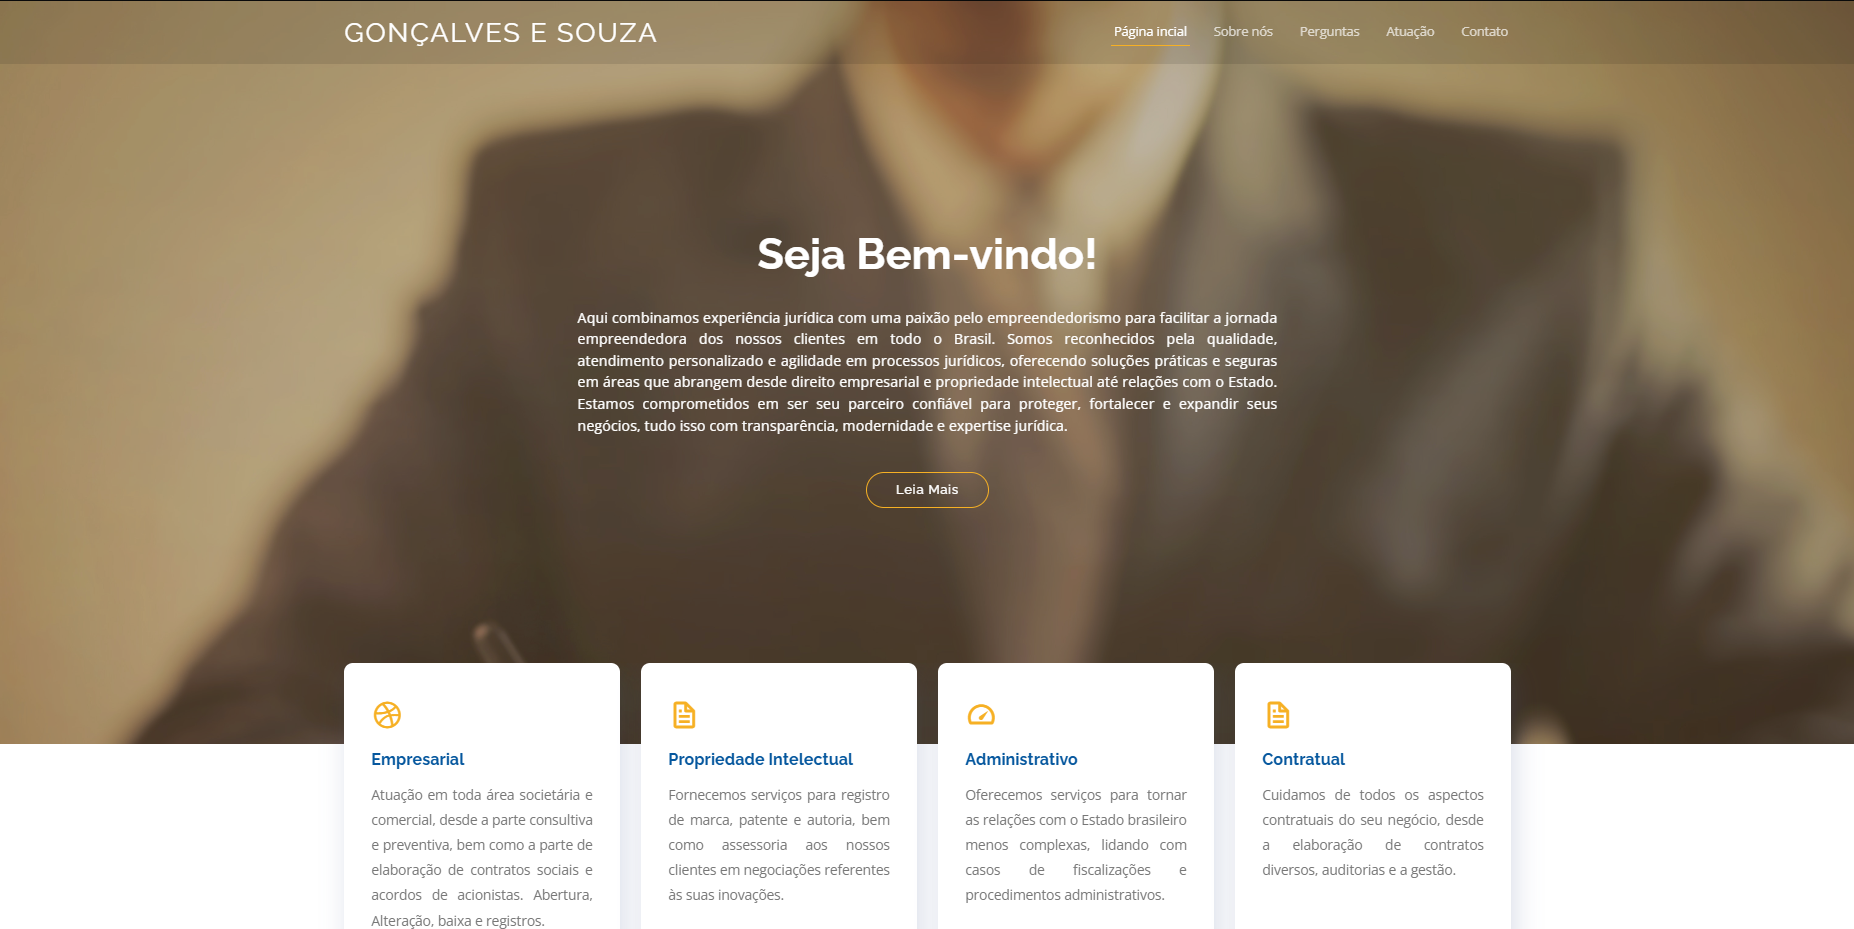 GONÇALVES E SOUZA
Página incial
Sobre nós
Perguntas
Atuação
Contato
Seja Bem-vindo!
Aqui combinamos experiência jurídica com uma paixão pelo empreendedorismo para facilitar a jornada
empreendedora dos nossos clientes em todo o Brasil. Somos reconhecidos pela qualidade,
atendimento personalizado e agilidade em processos jurídicos, oferecendo soluções práticas e seguras
em áreas que abrangem desde direito empresarial e propriedade intelectual até relações com o Estado.
Estamos comprometidos em ser seu parceiro confiável para proteger, fortalecer e expandir seus
negócios, tudo isso com transparência, modernidade e expertise jurídica.
Leia Mais
Empresarial
Atuação em toda área societária e
comercial, desde a parte consultiva
e preventiva, bem como a parte de
elaboração de contratos sociais e
acordos de acionistas. Abertura,
Alteração, baixa e registros.
Propriedade Intelectual
Fornecemos serviços para registro
de marca, patente e autoria, bem
como assessoria aos nossos
clientes em negociações referentes
às suas inovações.
Administrativo
Oferecemos serviços para tornar
as relações com o Estado brasileiro
menos complexas, lidando com
casos de fiscalizações e
procedimentos administrativos.
Contratual
Cuidamos de todos os aspectos
contratuais do seu negócio, desde
a elaboração de contratos
diversos, auditorias e a gestão.